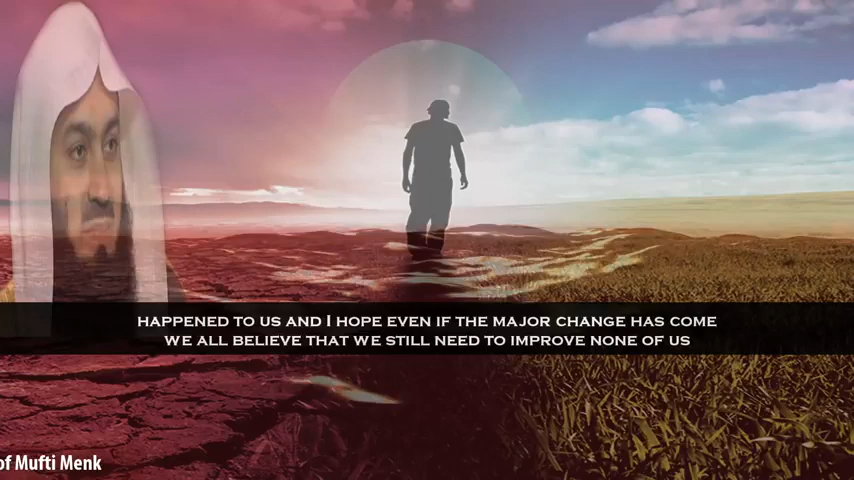 HAPPENED TO US AND I HOPE EVEN IF THE MAJOR CHANGE HAS COME
WE ALL BELIEVE THAT WE STILL NEED TO IMPROVE NONE OF US
of Mufti Menk